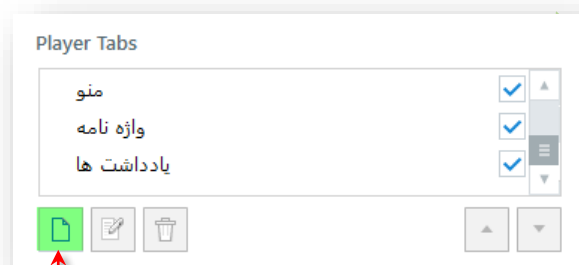 Player Tabs
منو
واژه نامه
یادداشت ها